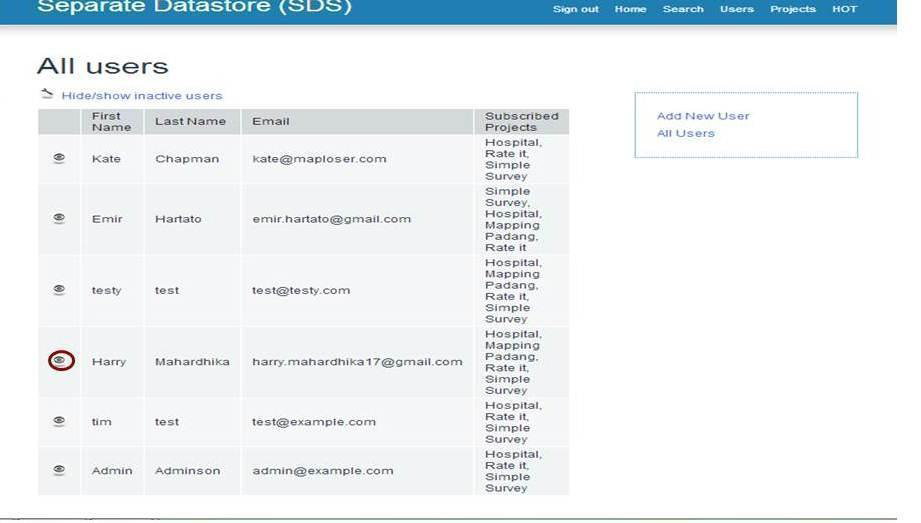 Separate Datastore (SDS)
Sign out Home Search Users Projects HOT
All users
Hide/show inactive users
First Name Last Name Email Subscribed Projects
Kate Chapman kate@maploser.com Hospital, Rate it, Simple Survey
Emir Hartato emir.hartato@gmail.com Simple Survey, Hospital, Mapping Padang, Rate it
testy test test@testy.com Hospital, Mapping Padang, Rate it, Simple Survey
Harry Mahardhika harry.mahardhika17@gmail.com Hospital, Mapping Padang, Rate it, Simple Survey
tim test test@example.com Hospital, Rate it, Simple Survey
Admin Adminson admin@example.com Hospital, Rate it, Simple Survey
Add New User
All Users